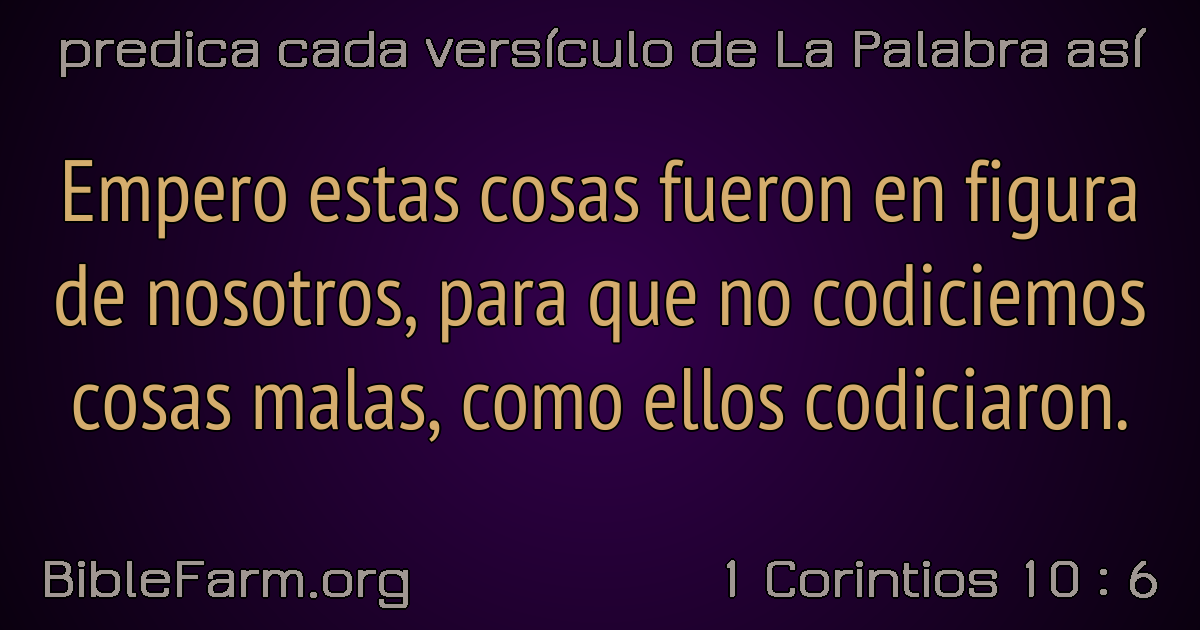 predica cada versículo de La Palabra así
Empero estas cosas fueron en figura
de nosotros, para que no codiciemos
cosas malas, como ellos codiciaron.
BibleFarm.org
1 Corintios 10 : 6